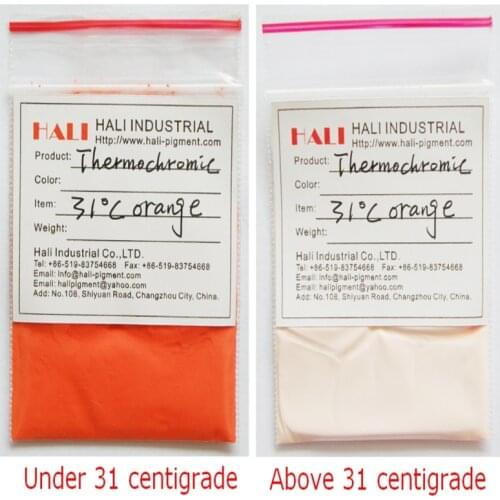 HALI HALI INDUSTRIAL
Http://www.hali-pigment.com
Product: Thermochromic
Color:
Item: 31°C orange
Weight:
Hali Industrial Co.,LTD.
Tel: +86-519-83754668 Fax: +86-519-83754668
Email: Info@hali-pigment.com
Email: halipigment@yahoo.com
Add: No.108, Shiyuan Road, Changzhou City, China.
Under 31 centigrade
HALI HALI INDUSTRIAL
Http://www.hali-pigment.com
Product: Thermochromic
Color:
Item: 31°C orange
Weight:
Hali Industrial Co.,LTD.
Tel: +86-519-83754668 Fax: +86-519-83754668
Email: Info@hali-pigment.com
Email: halipigment@yahoo.com
Add: No.108, Shiyuan Road, Changzhou City, China.
Above 31 centigrade